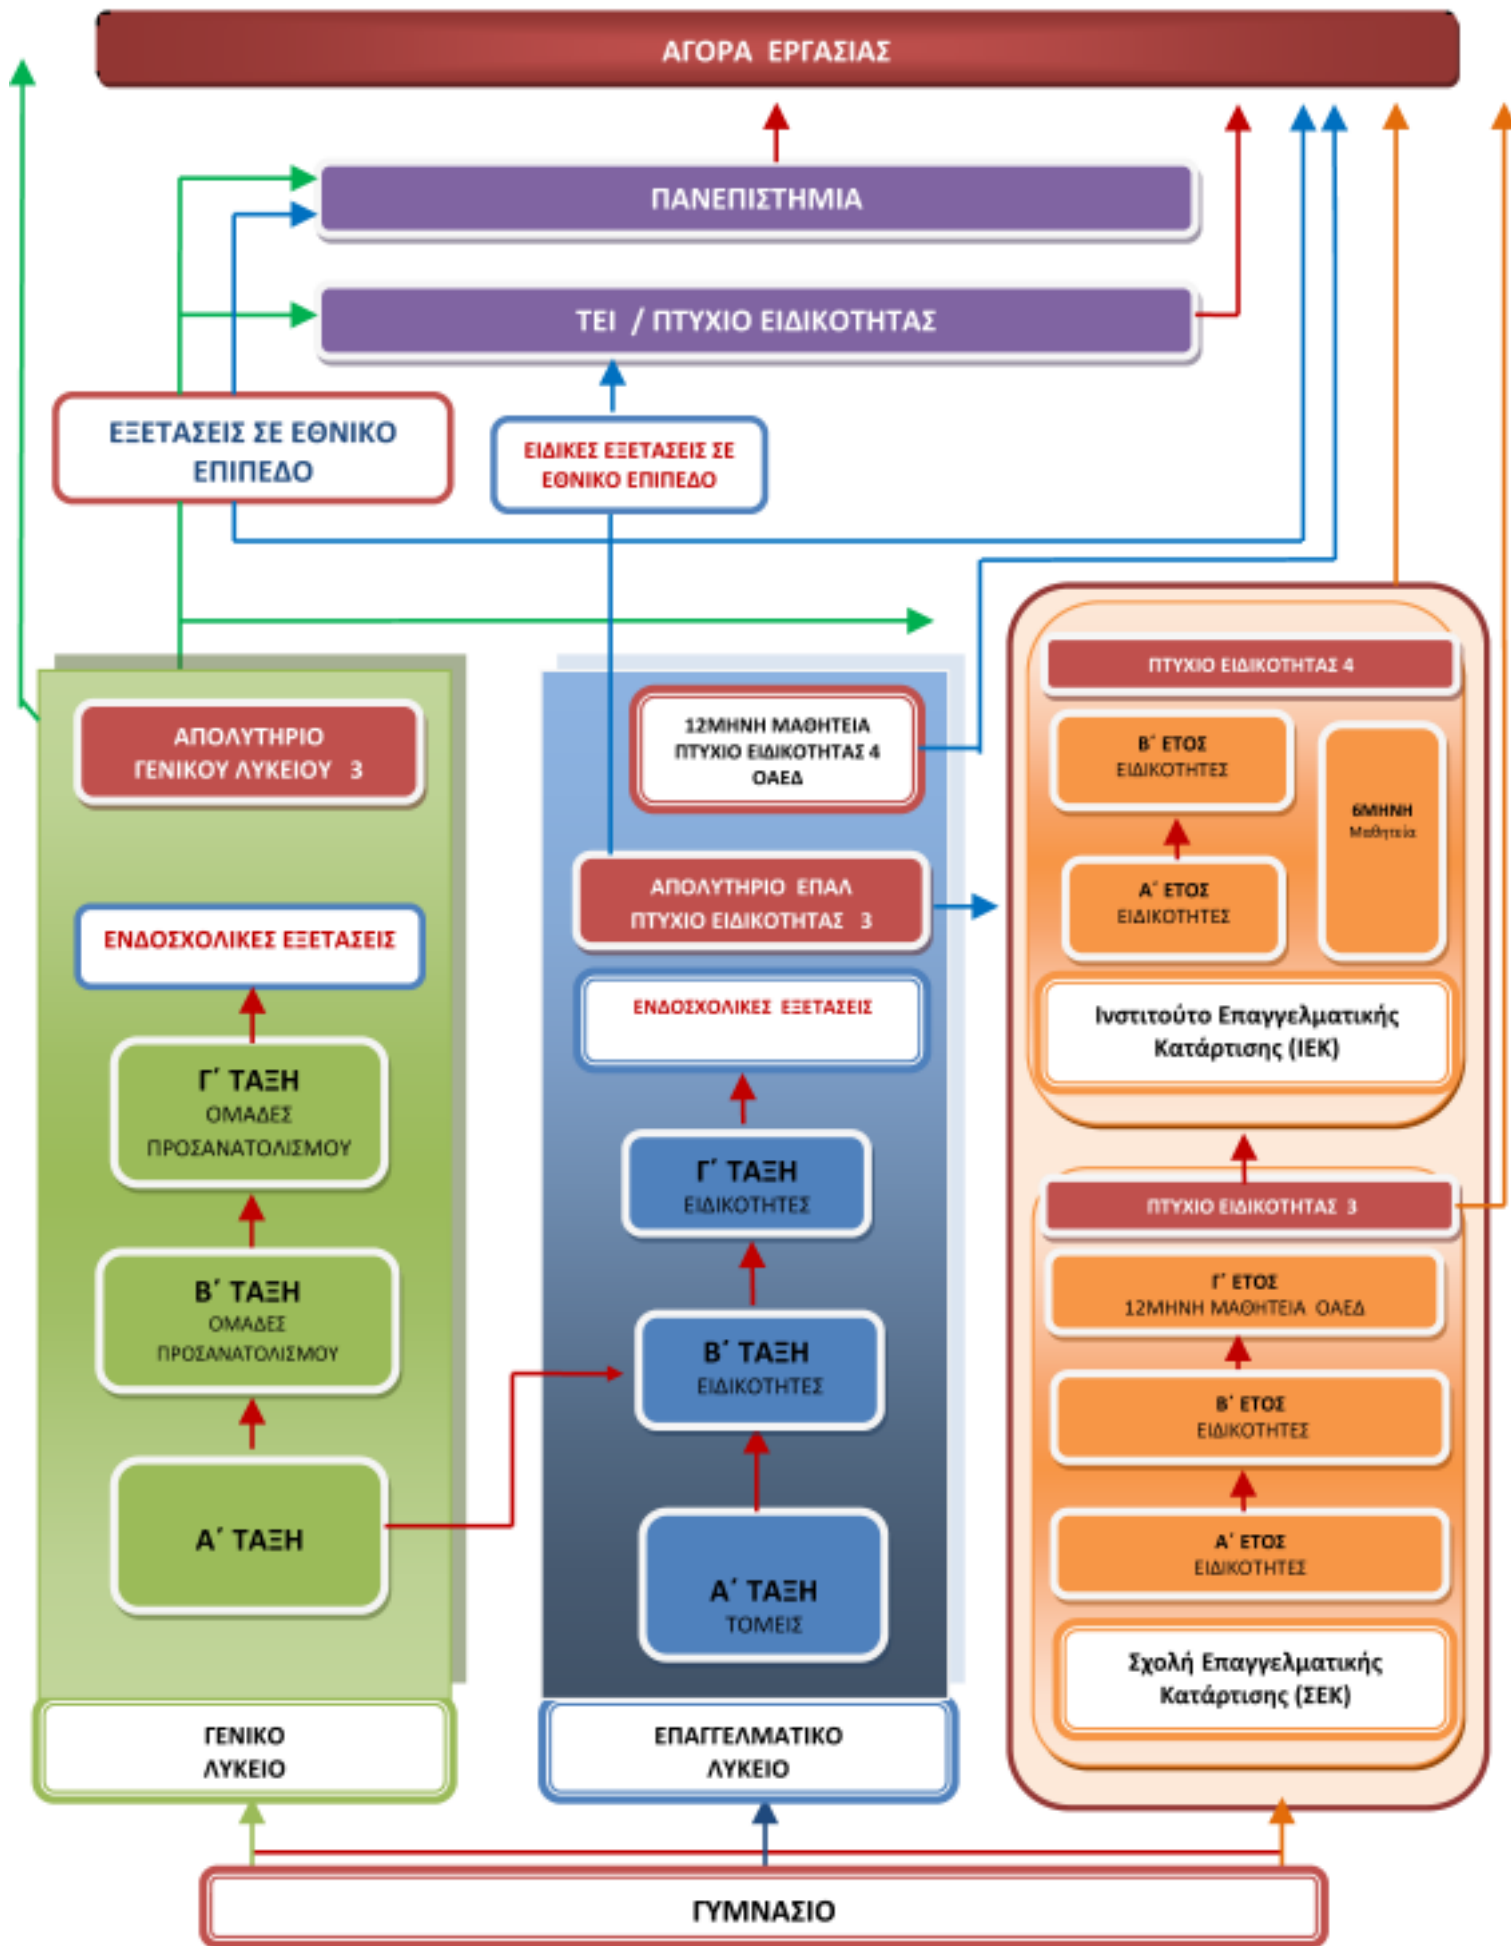 ΑΓΟΡΑ ΕΡΓΑΣΙΑΣ
ΠΑΝΕΠΙΣΤΗΜΙΑ
ΤΕΙ / ΠΤΥΧΙΟ ΕΙΔΙΚΟΤΗΤΑΣ
ΕΞΕΤΑΣΕΙΣ ΣΕ ΕΘΝΙΚΟ
ΕΠΙΠΕΔΟ
ΕΙΔΙΚΕΣ ΕΞΕΤΑΣΕΙΣ ΣΕ
ΕΘΝΙΚΟ ΕΠΙΠΕΔΟ
ΑΠΟΛΥΤΗΡΙΟ
ΓΕΝΙΚΟΥ ΛΥΚΕΙΟΥ 3
ΕΝΔΟΣΧΟΛΙΚΕΣ ΕΞΕΤΑΣΕΙΣ
Γ΄ ΤΑΞΗ
ΟΜΑΔΕΣ
ΠΡΟΣΑΝΑΤΟΛΙΣΜΟΥ
Β΄ ΤΑΞΗ
ΟΜΑΔΕΣ
ΠΡΟΣΑΝΑΤΟΛΙΣΜΟΥ
Α΄ ΤΑΞΗ
ΓΕΝΙΚΟ
ΛΥΚΕΙΟ
12ΜΗΝΗ ΜΑΘΗΤΕΙΑ
ΠΤΥΧΙΟ ΕΙΔΙΚΟΤΗΤΑΣ 4
ΟΑΕΔ
ΑΠΟΛΥΤΗΡΙΟ ΕΠΑΛ
ΠΤΥΧΙΟ ΕΙΔΙΚΟΤΗΤΑΣ 3
ΕΝΔΟΣΧΟΛΙΚΕΣ ΕΞΕΤΑΣΕΙΣ
Γ΄ ΤΑΞΗ
ΕΙΔΙΚΟΤΗΤΕΣ
Β΄ ΤΑΞΗ
ΕΙΔΙΚΟΤΗΤΕΣ
Α΄ ΤΑΞΗ
ΤΟΜΕΙΣ
ΕΠΑΓΓΕΛΜΑΤΙΚΟ
ΛΥΚΕΙΟ
ΠΤΥΧΙΟ ΕΙΔΙΚΟΤΗΤΑΣ 4
Β΄ ΕΤΟΣ
ΕΙΔΙΚΟΤΗΤΕΣ
6ΜΗΝΗ
Μαθητεία
Α΄ ΕΤΟΣ
ΕΙΔΙΚΟΤΗΤΕΣ
Ινστιτούτο Επαγγελματικής
Κατάρτισης (ΙΕΚ)
ΠΤΥΧΙΟ ΕΙΔΙΚΟΤΗΤΑΣ 3
Γ΄ ΕΤΟΣ
12ΜΗΝΗ ΜΑΘΗΤΕΙΑ ΟΑΕΔ
Β΄ ΕΤΟΣ
ΕΙΔΙΚΟΤΗΤΕΣ
Α΄ ΕΤΟΣ
ΕΙΔΙΚΟΤΗΤΕΣ
Σχολή Επαγγελματικής
Κατάρτισης (ΣΕΚ)
ΓΥΜΝΑΣΙΟ